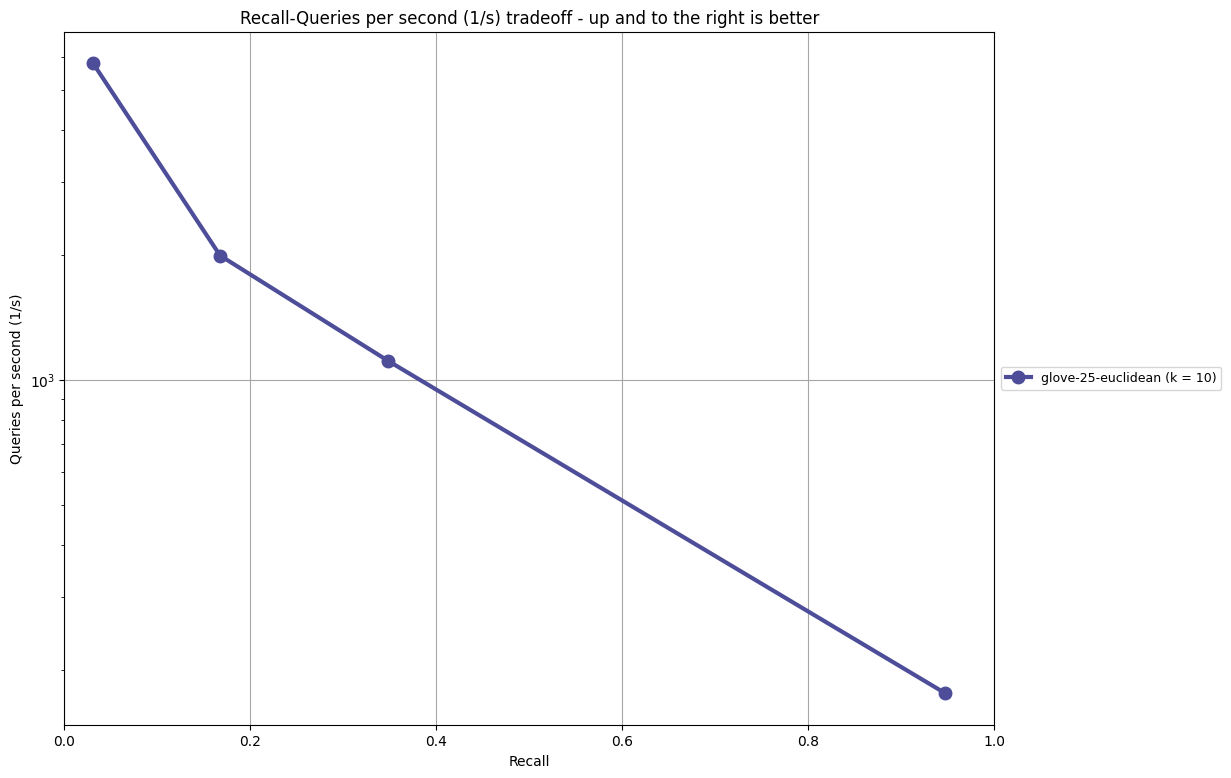 Recall-Queries per second (1/s) tradeoff - up and to the right is better
Queries per second (1/s)
10³
glove-25-euclidean (k = 10)
0.0 0.2 0.4 0.6 0.8 1.0
Recall